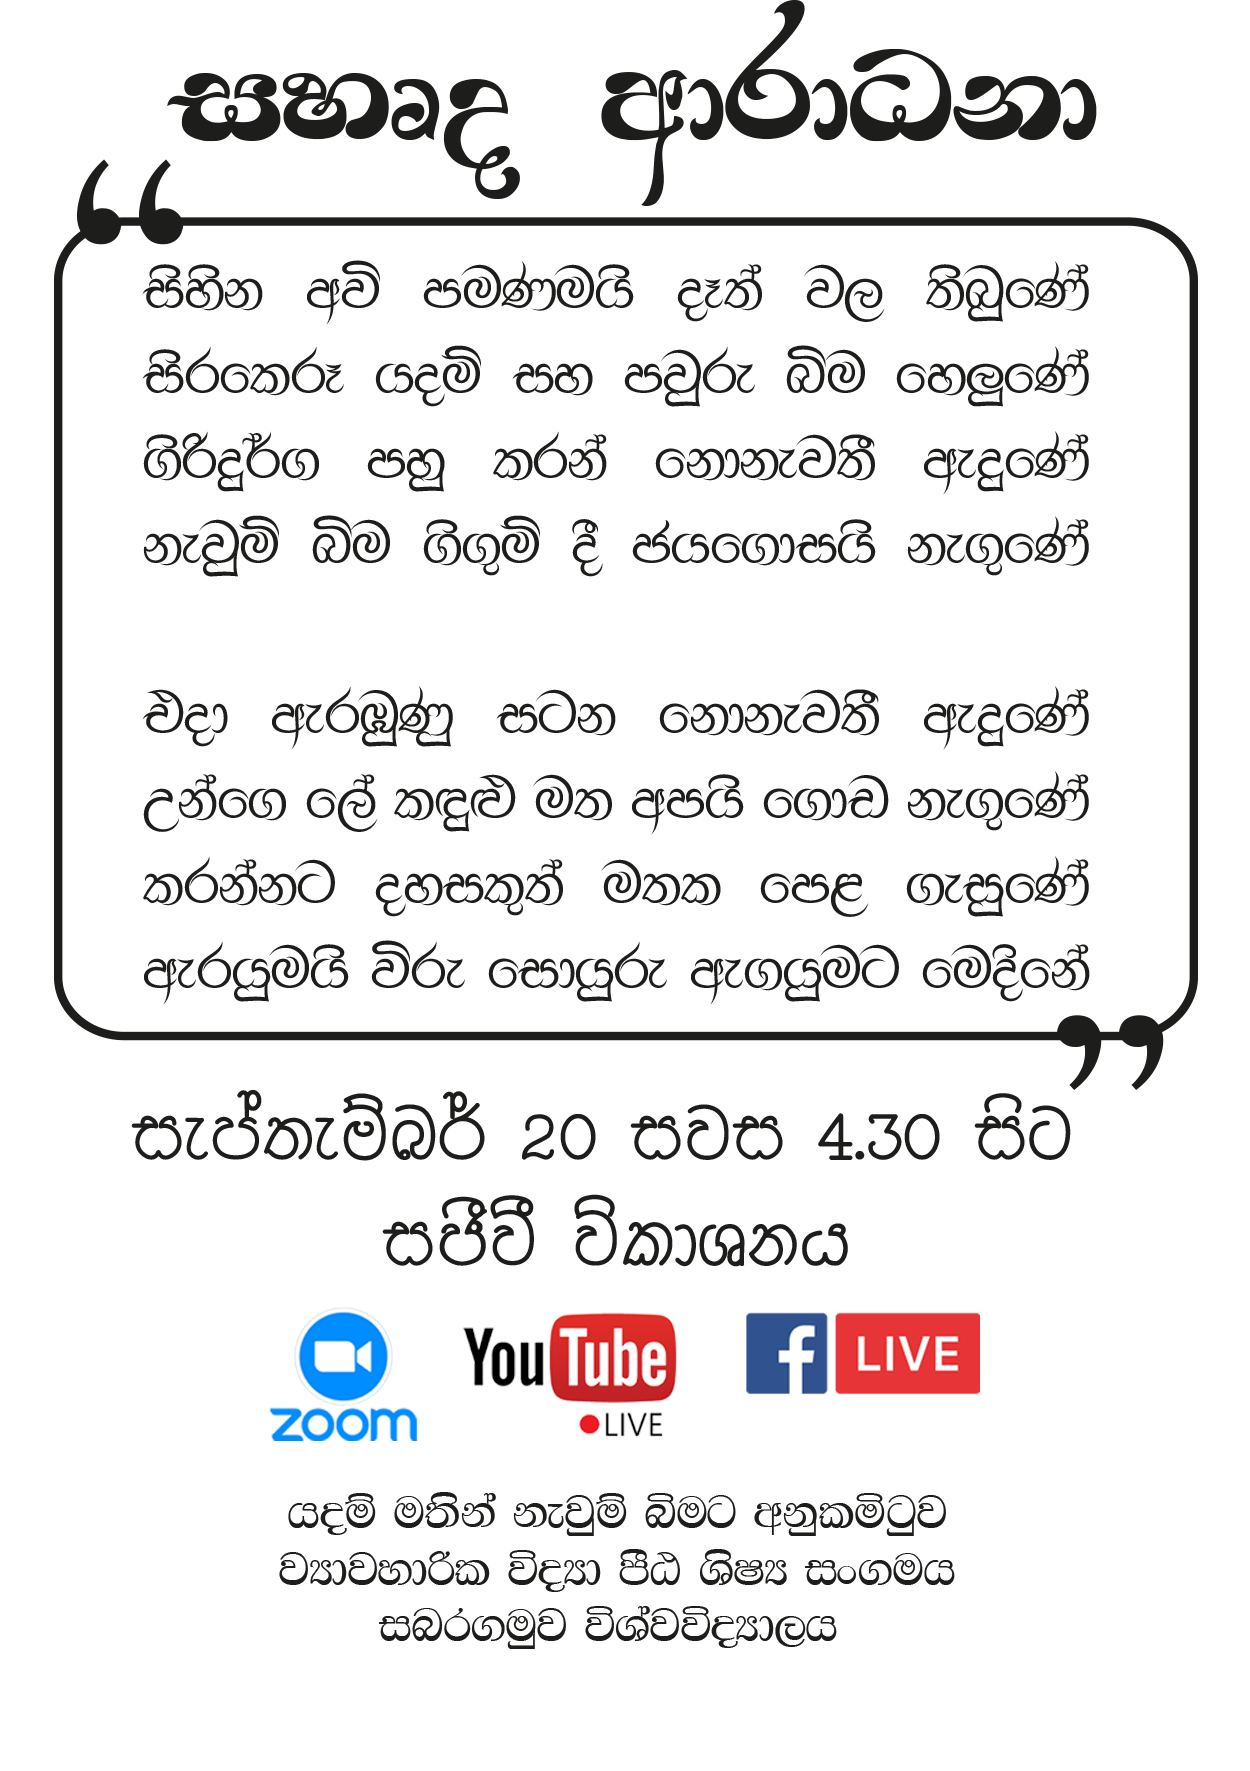 සහෘද ආරාධනා
“
සිහින අවි පමණමයි දෑත් වල තිබුණේ
සිරකෙරූ යදම් සහ පවුරු බිම හෙලුණේ
ගිරිදුර්ග පහු කරන් නොනැවතී ඇදුණේ
නැවුම් බිම ගිගුම් දී ජයගොසයි නැගුණේ
එදා ඇරඹුණු සටන නොනැවතී ඇදුණේ
උන්ගෙ ලේ කඳුළු මත අපයි ගොඩ නැගුණේ
කරන්නට දහසකුත් මතක පෙළ ගැසුණේ
ඇරයුමයි විරු සොයුරු ඇගයුමට මෙදිනේ
”
සැප්තැම්බර් 20 සවස 4.30 සිට
සජීවී විකාශනය
zoom YouTube LIVE f LIVE
යදම් මතින් නැවුම් බිමට අනුකමිටුව
ව්‍යාවහාරික විද්‍යා පීඨ ශිෂ්‍ය සංගමය
සබරගමුව විශ්වවිද්‍යාලය